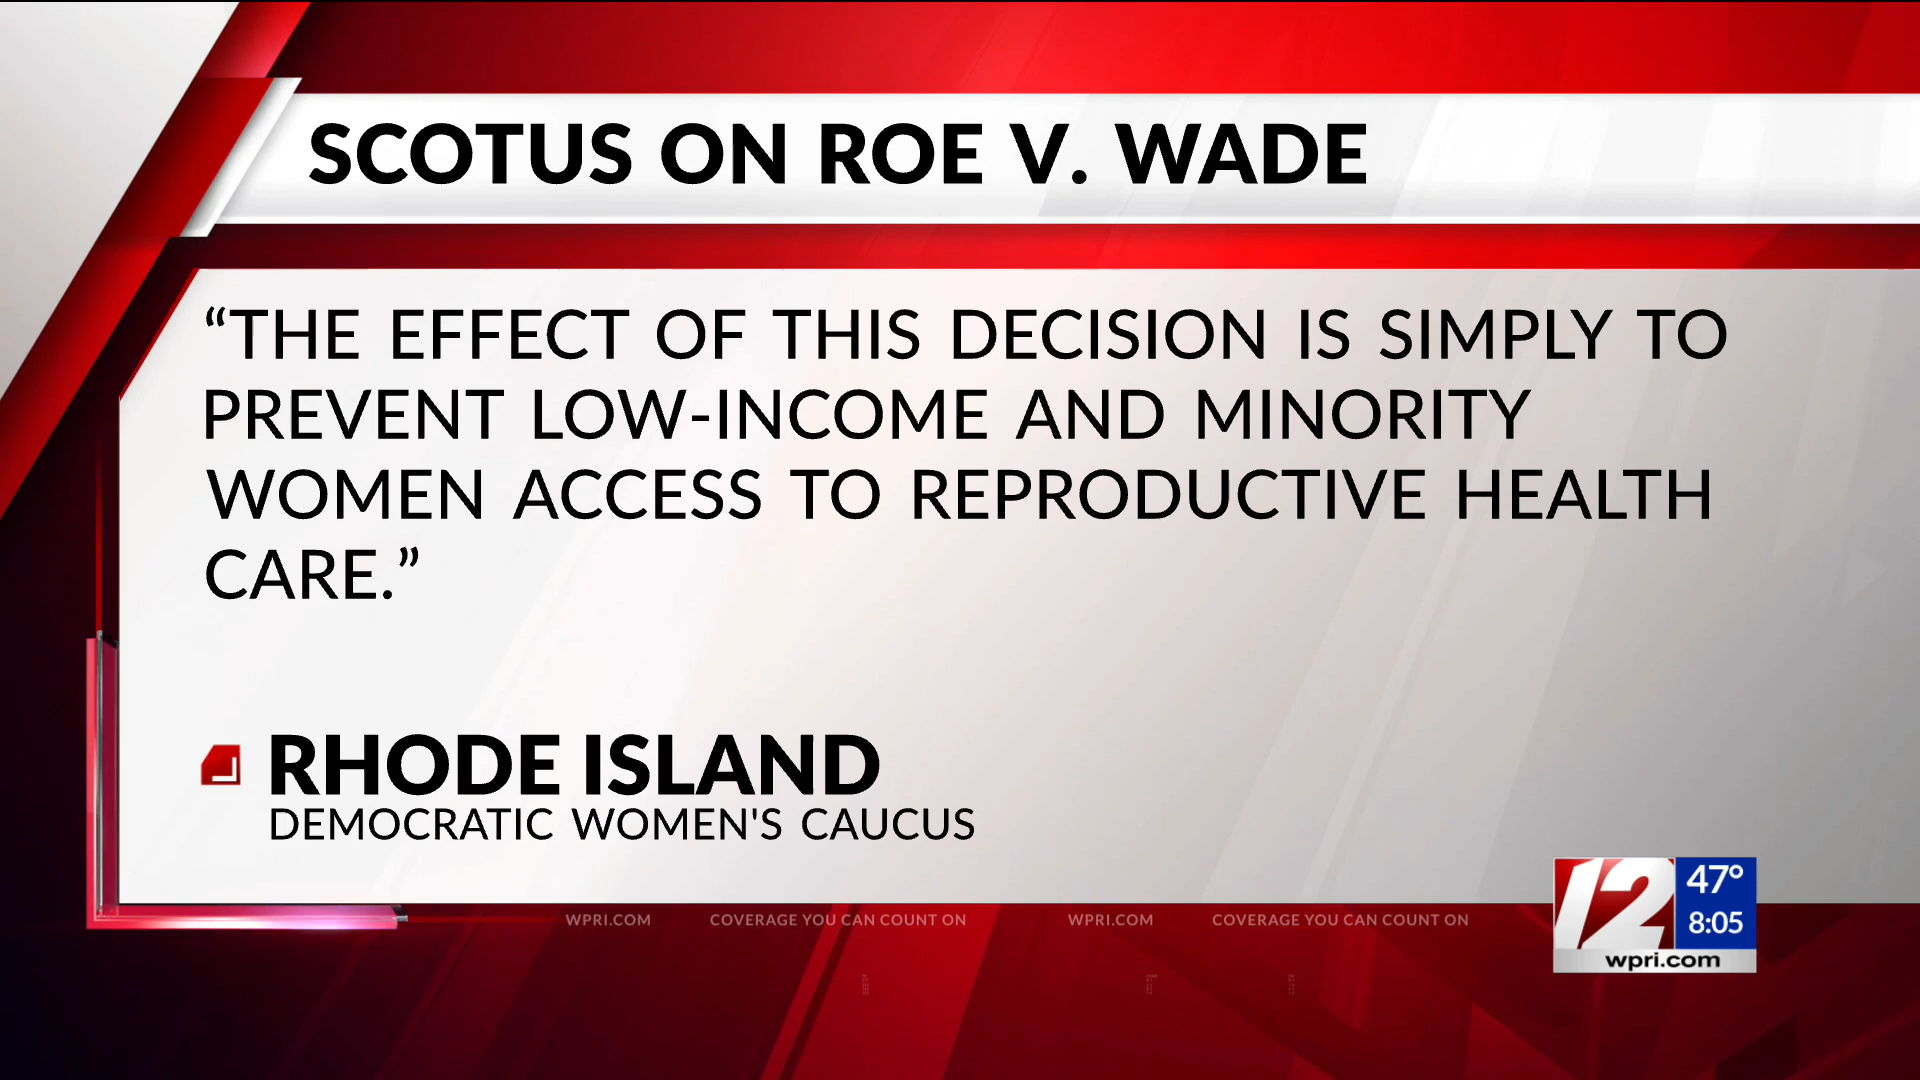 SCOTUS ON ROE V. WADE
“THE EFFECT OF THIS DECISION IS SIMPLY TO
PREVENT LOW-INCOME AND MINORITY
WOMEN ACCESS TO REPRODUCTIVE HEALTH
CARE.”
RHODE ISLAND
DEMOCRATIC WOMEN'S CAUCUS
WPRI.COM COVERAGE YOU CAN COUNT ON WPRI.COM COVERAGE YOU CAN COUNT ON
12
47°
8:05
wpri.com